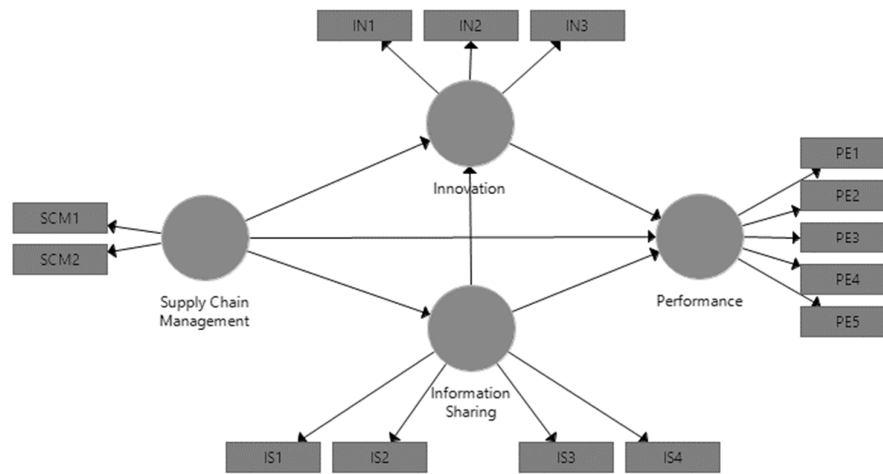 IN1
IN2
IN3
Innovation
SCM1
SCM2
Supply Chain
Management
PE1
PE2
PE3
PE4
PE5
Performance
Information
Sharing
IS1
IS2
IS3
IS4